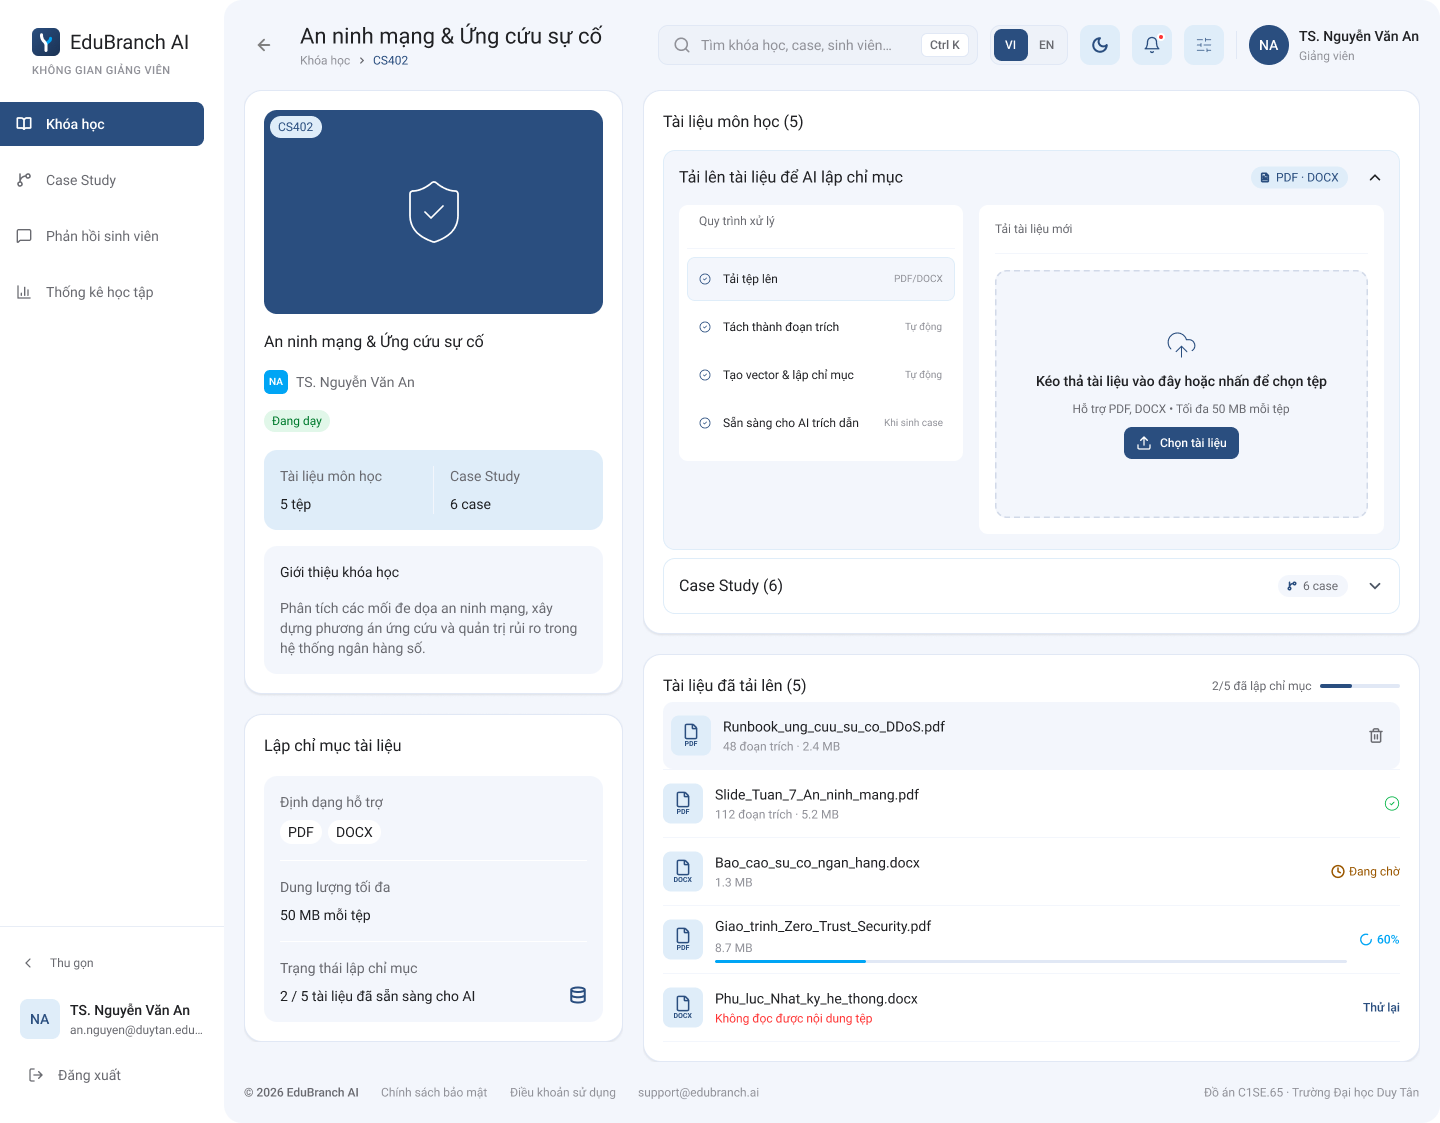 EduBranch AI
KHÔNG GIAN GIẢNG VIÊN
Khóa học
Case Study
Phản hồi sinh viên
Thống kê học tập
Thu gọn
NA
TS. Nguyễn Văn An
an.nguyen@duytan.edu...
Đăng xuất
An ninh mạng & Ứng cứu sự cố
Khóa học > CS402
Tìm khóa học, case, sinh viên...
Ctrl K
VI
EN
NA
TS. Nguyễn Văn An
Giảng viên
CS402
An ninh mạng & Ứng cứu sự cố
NA
TS. Nguyễn Văn An
Đang dạy
Tài liệu môn học
5 tệp
Case Study
6 case
Giới thiệu khóa học
Phân tích các mối đe dọa an ninh mạng, xây
dựng phương án ứng cứu và quản trị rủi ro trong
hệ thống ngân hàng số.
Lập chỉ mục tài liệu
Định dạng hỗ trợ
PDF
DOCX
Dung lượng tối đa
50 MB mỗi tệp
Trạng thái lập chỉ mục
2 / 5 tài liệu đã sẵn sàng cho AI
Tài liệu môn học (5)
Tải lên tài liệu để AI lập chỉ mục
PDF · DOCX
Quy trình xử lý
Tải tệp lên
PDF/DOCX
Tách thành đoạn trích
Tự động
Tạo vector & lập chỉ mục
Tự động
Sẵn sàng cho AI trích dẫn
Khi sinh case
Tải tài liệu mới
Kéo thả tài liệu vào đây hoặc nhấn để chọn tệp
Hỗ trợ PDF, DOCX • Tối đa 50 MB mỗi tệp
Chọn tài liệu
Case Study (6)
6 case
Tài liệu đã tải lên (5)
2/5 đã lập chỉ mục
PDF
Runbook_ung_cuu_su_co_DDoS.pdf
48 đoạn trích · 2.4 MB
PDF
Slide_Tuan_7_An_ninh_mang.pdf
112 đoạn trích · 5.2 MB
DOCX
Bao_cao_su_co_ngan_hang.docx
1.3 MB
Đang chờ
PDF
Giao_trinh_Zero_Trust_Security.pdf
8.7 MB
60%
DOCX
Phu_luc_Nhat_ky_he_thong.docx
Không đọc được nội dung tệp
Thử lại
© 2026 EduBranch AI
Chính sách bảo mật
Điều khoản sử dụng
support@edubranch.ai
Đồ án C1SE.65 · Trường Đại học Duy Tân